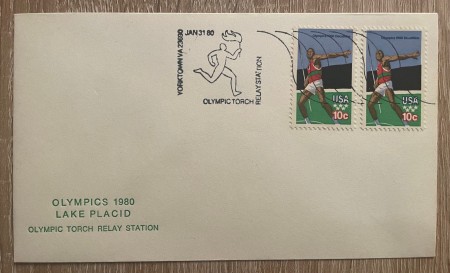 YORKTOWN VA 23690 JAN 31 80
OLYMPIC TORCH RELAY STATION
USA
10c
USA
10c
OLYMPICS 1980
LAKE PLACID
OLYMPIC TORCH RELAY STATION